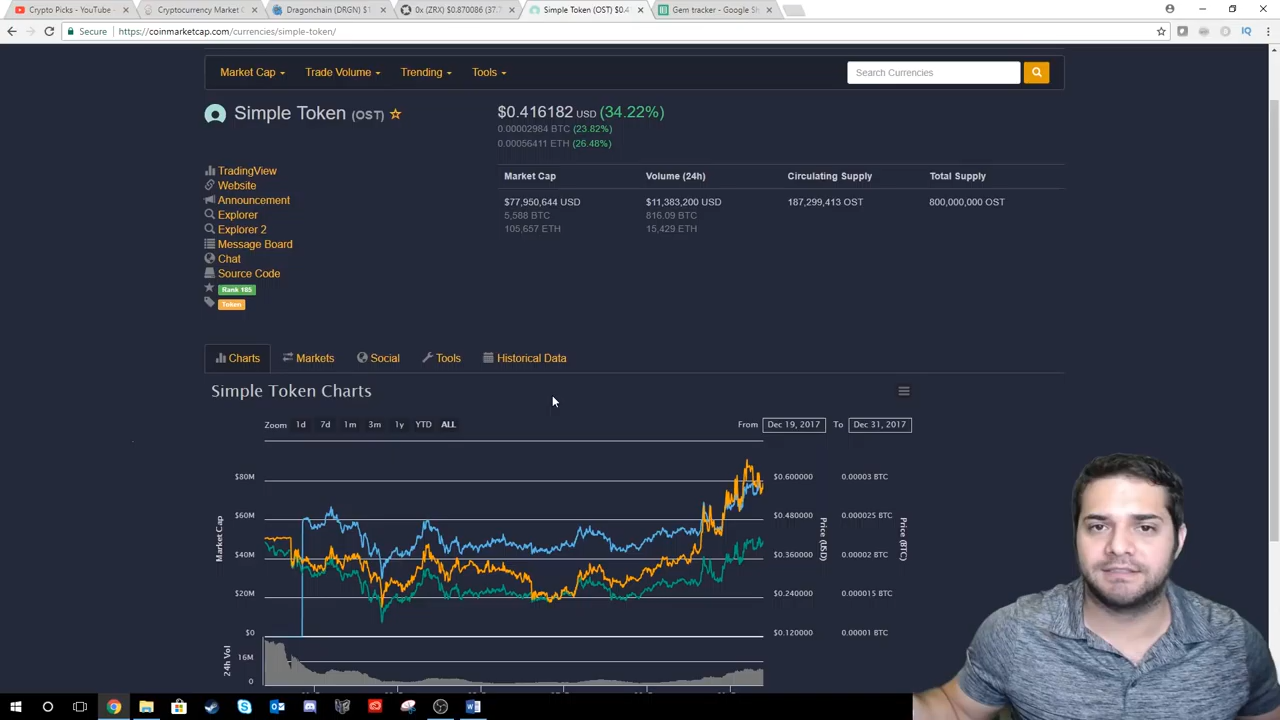 Crypto Picks - YouTube
Cryptocurrency Market C
Dragonchain (DRGN) $1
0x (ZRX) $0.870086 (37.7
Simple Token (OST) $0.4
Gem tracker - Google Sh
Secure https://coinmarketcap.com/currencies/simple-token/
Market Cap Trade Volume Trending Tools
Search Currencies
Simple Token (OST)
$0.416182 USD (34.22%)
0.00002984 BTC (23.82%)
0.00056411 ETH (26.48%)
TradingView
Website
Announcement
Explorer
Explorer 2
Message Board
Chat
Source Code
Rank 185
Token
Market Cap Volume (24h) Circulating Supply Total Supply
$77,950,644 USD $11,383,200 USD 187,299,413 OST 800,000,000 OST
5,588 BTC 816.09 BTC
105,657 ETH 15,429 ETH
Charts Markets Social Tools Historical Data
Simple Token Charts
Zoom 1d 7d 1m 3m 1y YTD ALL From Dec 19, 2017 To Dec 31, 2017
$80M $0.600000 0.00003 BTC
$60M $0.480000 0.000025 BTC
$40M $0.360000 0.00002 BTC
$20M $0.240000 0.000015 BTC
$0 $0.120000 0.00001 BTC
Market Cap
Price (USD)
Price (BTC)
24h Vol
16M
0